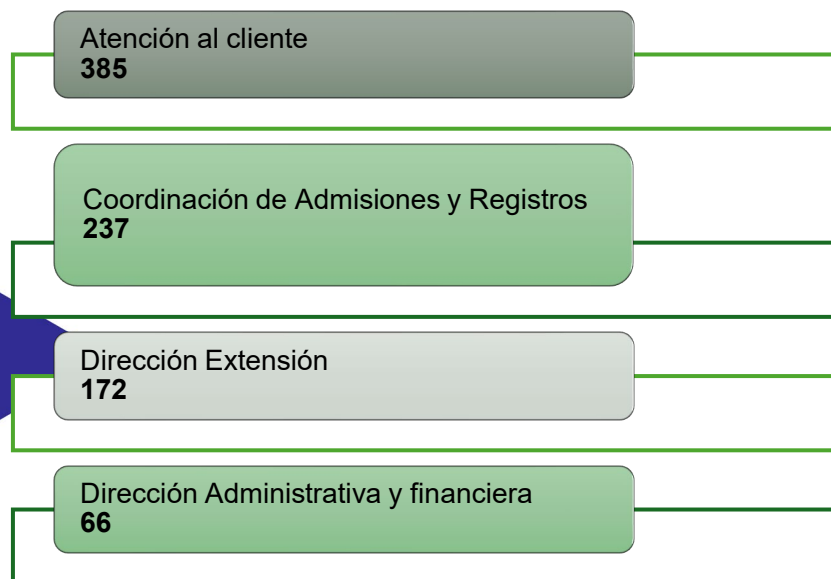 Atención al cliente
385
Coordinación de Admisiones y Registros
237
Dirección Extensión
172
Dirección Administrativa y financiera
66